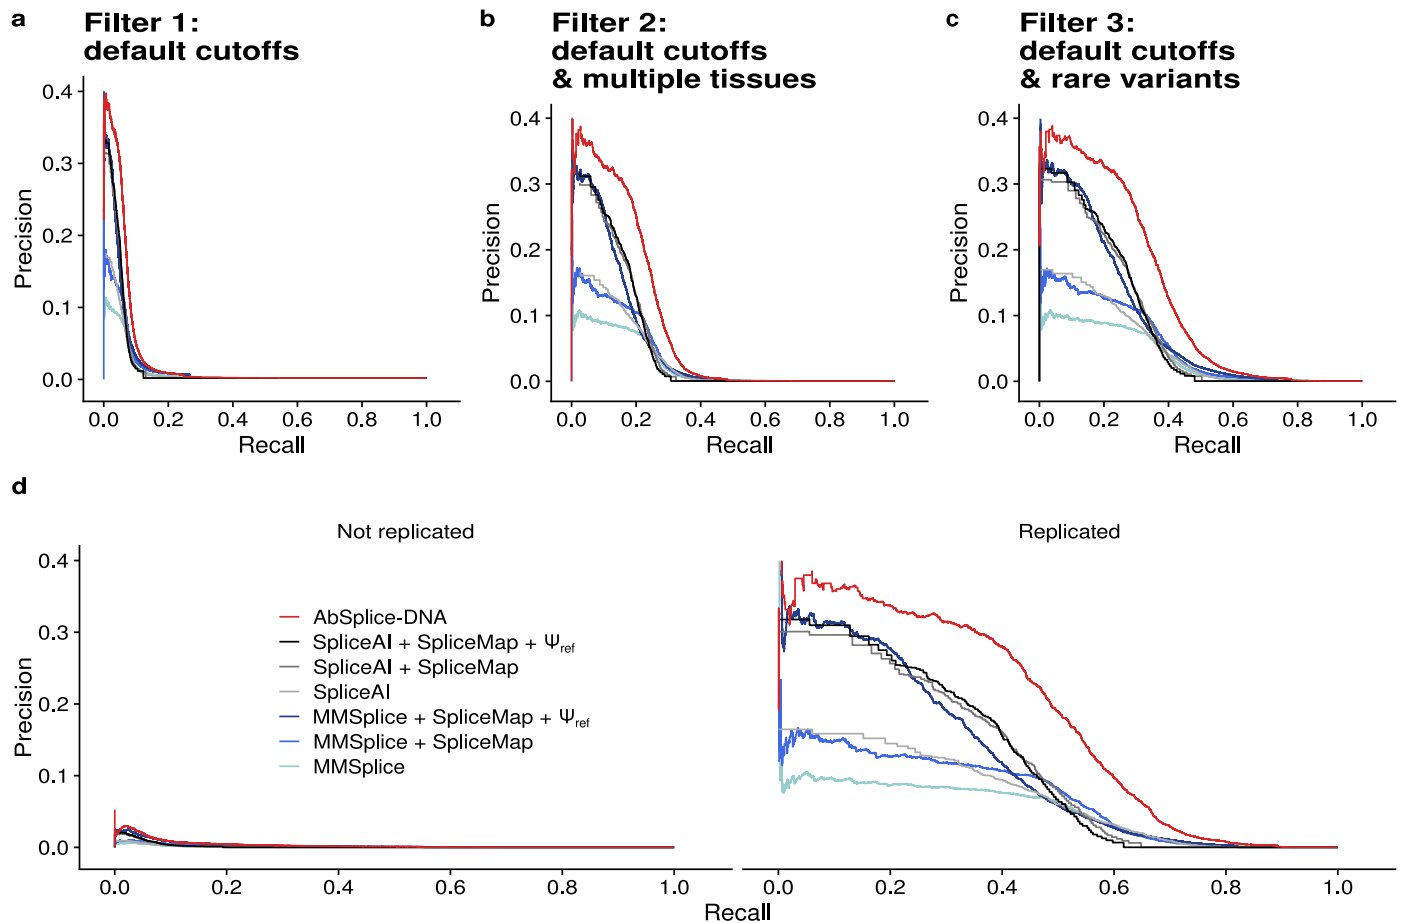 a
Filter 1:
default cutoffs
b
Filter 2:
default cutoffs
& multiple tissues
c
Filter 3:
default cutoffs
& rare variants
Precision
0.4
0.3
0.2
0.1
0.0
0.0 0.2 0.4 0.6 0.8 1.0
Recall
Precision
0.4
0.3
0.2
0.1
0.0
0.0 0.2 0.4 0.6 0.8 1.0
Recall
Precision
0.4
0.3
0.2
0.1
0.0
0.0 0.2 0.4 0.6 0.8 1.0
Recall
d
Not replicated
Replicated
Precision
0.4
0.3
0.2
0.1
0.0
AbSplice-DNA
SpliceAI + SpliceMap + Ψref
SpliceAI + SpliceMap
SpliceAI
MMSplice + SpliceMap + Ψref
MMSplice + SpliceMap
MMSplice
0.0 0.2 0.4 0.6 0.8 1.0
0.0 0.2 0.4 0.6 0.8 1.0
Recall